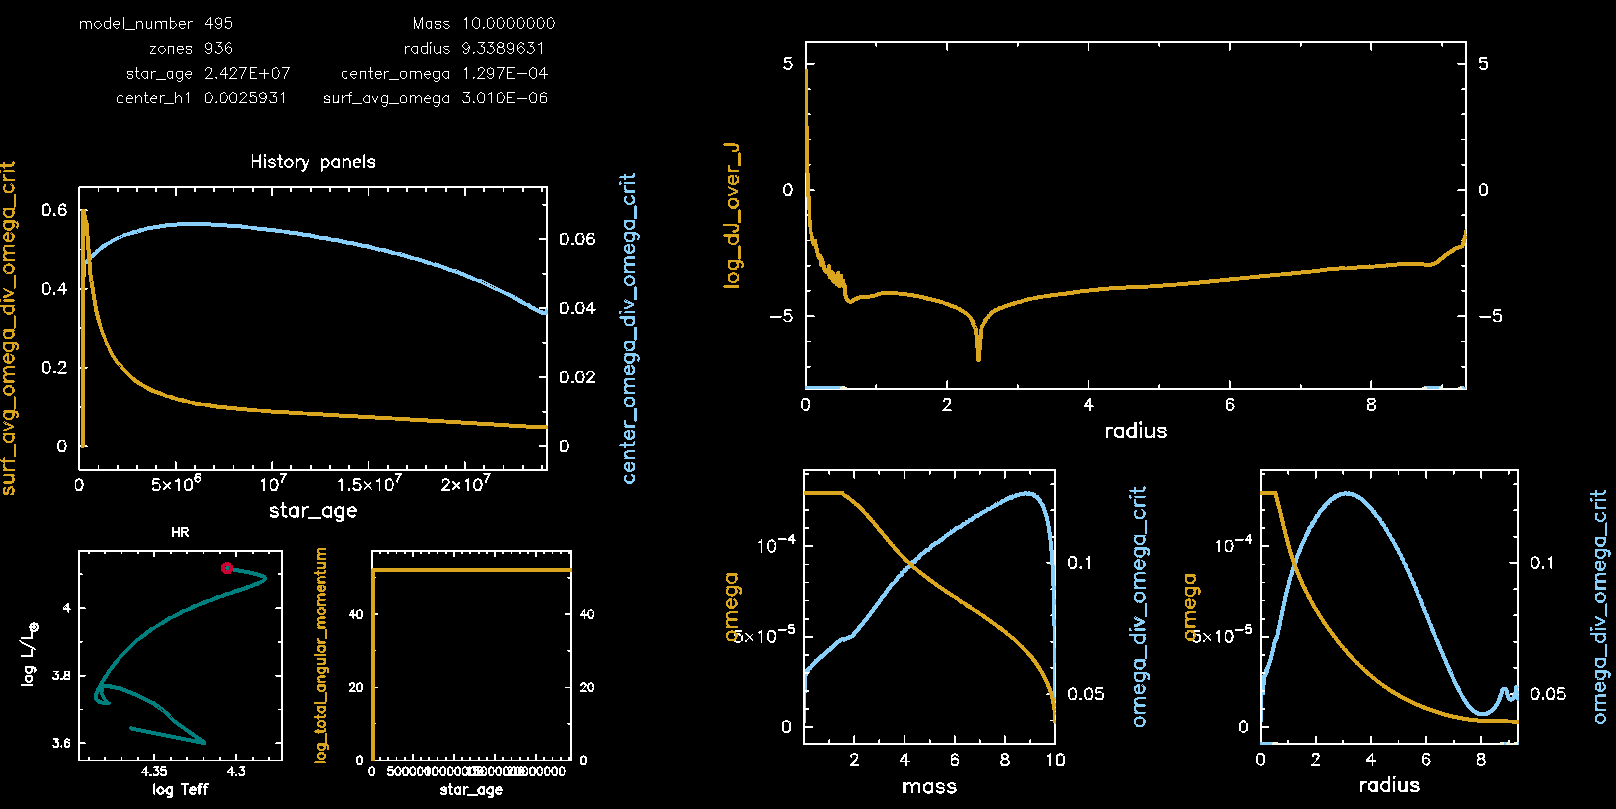 model_number 495 Mass 10.0000000
zones 936 radius 9.3389631
star_age 2.427E+07 center_omega 1.297E-04
center_h1 0.0025931 surf_avg_omega 3.010E-06
History panels
surf_avg_omega_div_omega_crit
0.6
0.4
0.2
0
0.06
0.04
0.02
0
center_omega_div_omega_crit
0 5×10⁶ 10⁷ 1.5×10⁷ 2×10⁷
star_age
HR
log L/L⊙
4
3.8
3.6
4.35 4.3
log Teff
log_total_angular_momentum
40
20
0
40
20
0
0 5000000
star_age
log_dJ_over_J
5
0
-5
5
0
-5
0 2 4 6 8
radius
omega
10⁻⁴
5×10⁻⁵
0
0.1
0.05
omega_div_omega_crit
2 4 6 8 10
mass
omega
10⁻⁴
5×10⁻⁵
0
0.1
0.05
omega_div_omega_crit
0 2 4 6 8
radius